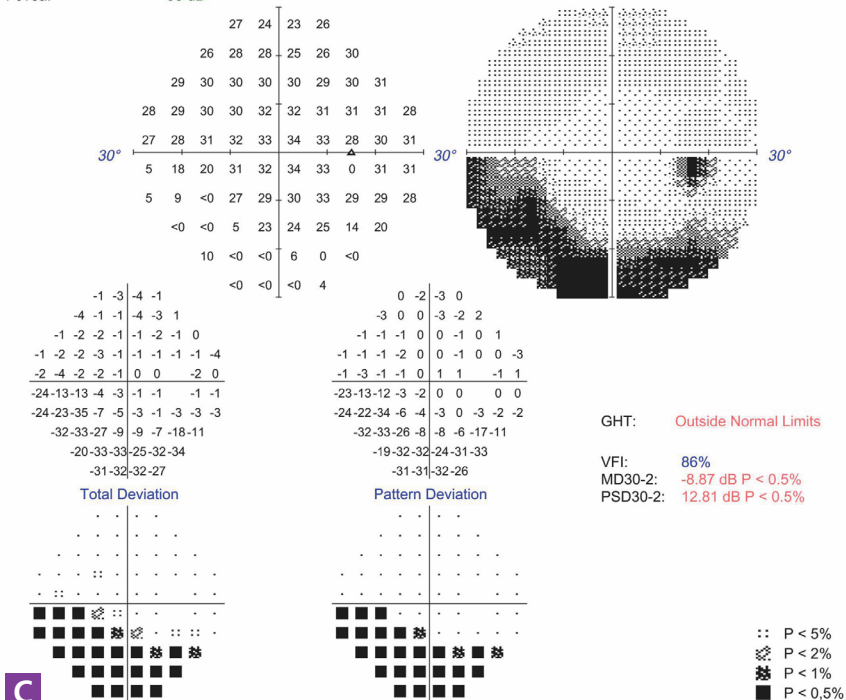 27 24 23 26
26 28 28 25 26 30
29 30 30 29 30 30 30 31
28 29 30 30 32 32 31 31 31 28
27 28 31 32 33 34 33 28 30 31
30° 30° 30°
5 18 20 31 32 34 33 0 31 31
5 9 <0 27 29 30 33 29 29 28
<0 <0 5 23 24 25 14 20
10 <0 <0 6 0 <0
<0 <0 <0 4
-1 -3 -4 -1
-4 -1 -1 -4 -3 1
-1 -2 -2 -1 -2 -1 -1 0
-1 -2 -2 -3 -1 -1 -1 -1 -1 -4
-2 -4 -2 -2 -1 0 0 -2 0
-24 -13 -13 -4 -3 -1 -1 -1 -1
-24 -23 -35 -7 -5 -3 -1 -3 -3 -3
-32 -33 -27 -9 -9 -7 -18 -11
-20 -33 -33 -25 -32 -34
-31 -32 -32 -27
Total Deviation
0 -2 -3 0
-3 0 0 -3 -2 2
-1 -1 -1 0 -1 0 0 1
-1 -1 -1 -2 0 0 -1 0 0 -3
-1 -3 -1 -1 0 1 1 -1 1
-23 -13 -12 -3 -2 0 0 0 0
-24 -22 -34 -6 -4 -3 0 -3 -2 -2
-32 -33 -26 -8 -8 -6 -17 -11
-19 -32 -32 -24 -31 -33
-31 -31 -32 -26
Pattern Deviation
GHT: Outside Normal Limits
VFI: 86%
MD30-2: -8.87 dB P < 0.5%
PSD30-2: 12.81 dB P < 0.5%
P < 5%
P < 2%
P < 1%
P < 0,5%
C